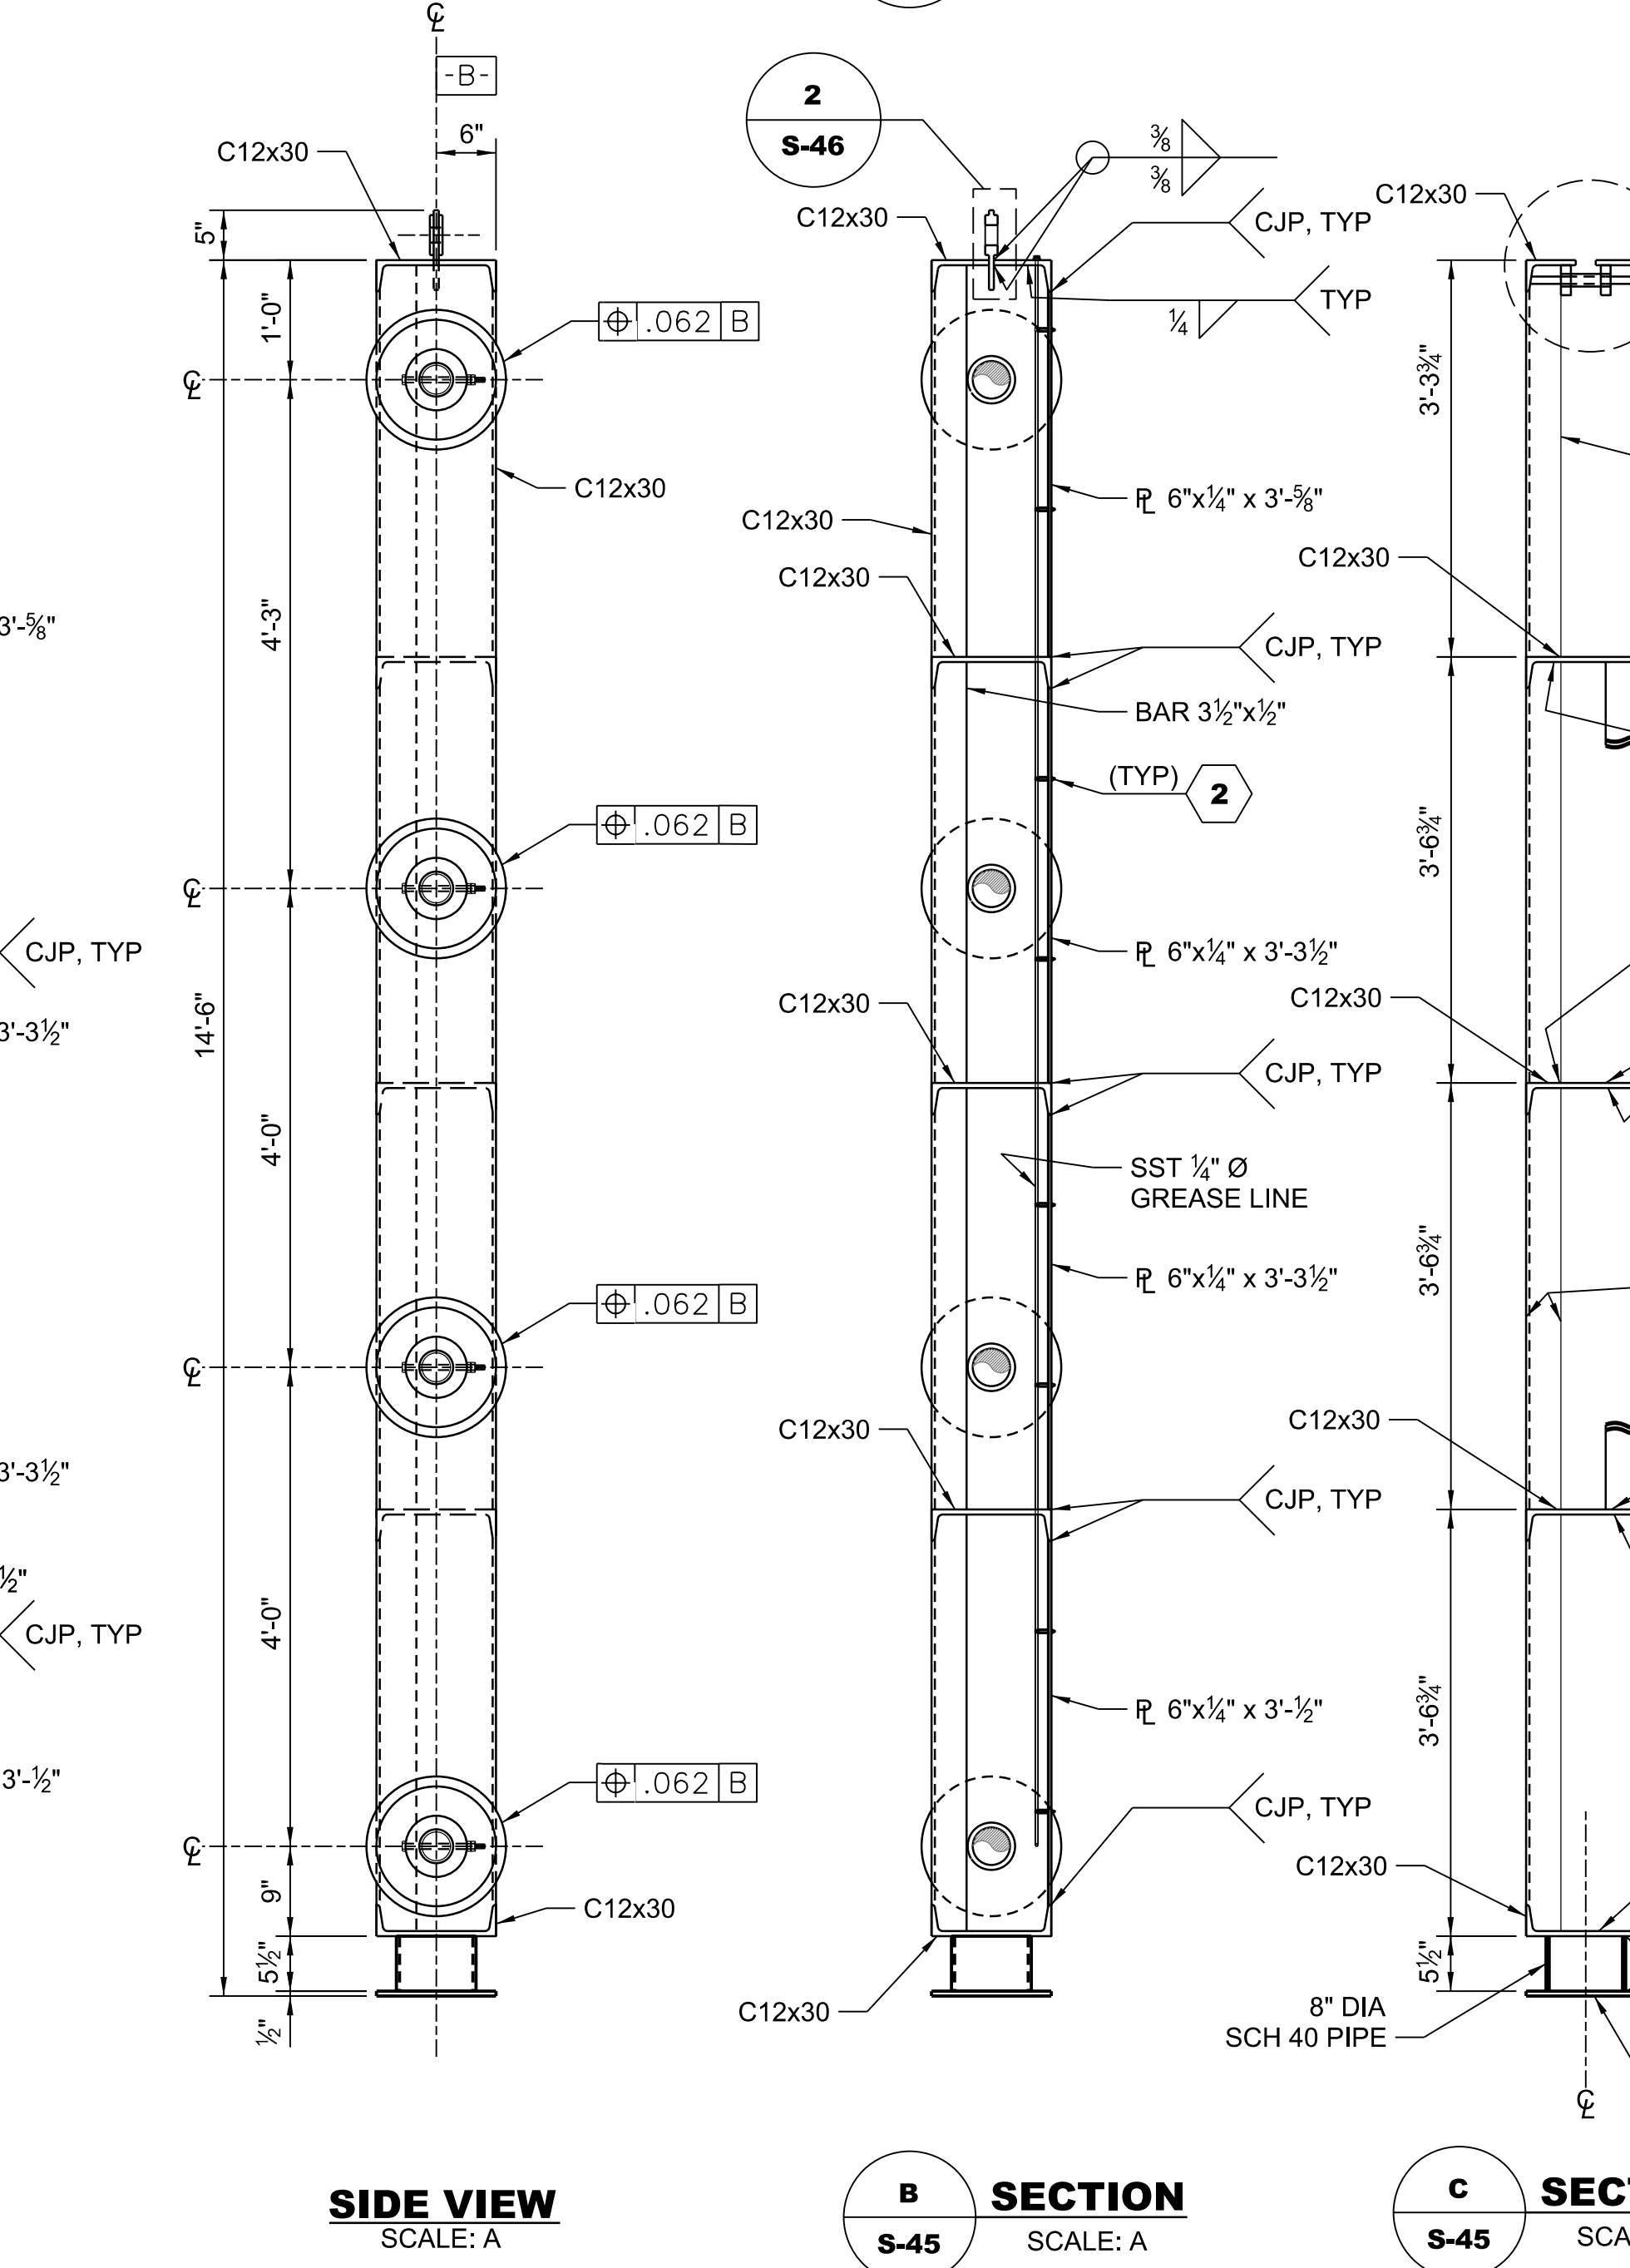 ℄
-B-
6"
C12x30
5"
1'-0"
⌖ .062 B
℄
C12x30
4'-3"
⌖ .062 B
℄
14'-6"
4'-0"
⌖ .062 B
℄
4'-0"
⌖ .062 B
℄
9"
C12x30
5½"
½"
SIDE VIEW
SCALE: A
3'-⅝"
CJP, TYP
3'-3½"
3'-3½"
½"
CJP, TYP
3'-½"
2
S-46
⅜
⅜
C12x30
CJP, TYP
¼
TYP
C12x30
PL 6"x¼" x 3'-⅝"
C12x30
CJP, TYP
BAR 3½"x½"
(TYP) 2
PL 6"x¼" x 3'-3½"
C12x30
CJP, TYP
SST ¼" Ø
GREASE LINE
PL 6"x¼" x 3'-3½"
C12x30
CJP, TYP
PL 6"x¼" x 3'-½"
CJP, TYP
C12x30
B
S-45
SECTION
SCALE: A
C12x30
3'-3¾"
C12x30
3'-6¾"
C12x30
3'-6¾"
C12x30
3'-6¾"
C12x30
5½"
8" DIA
SCH 40 PIPE
℄
C
S-45
SECT
SCA